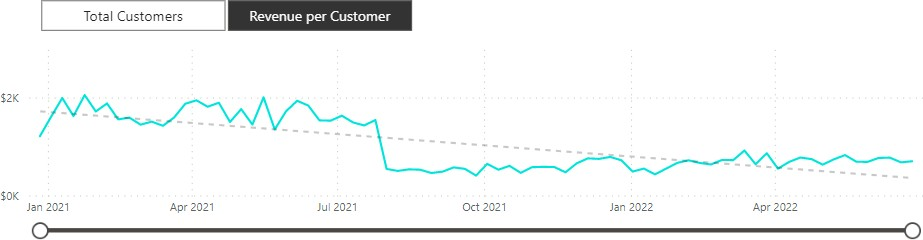 Total Customers Revenue per Customer
$2K
$0K
Jan 2021 Apr 2021 Jul 2021 Oct 2021 Jan 2022 Apr 2022